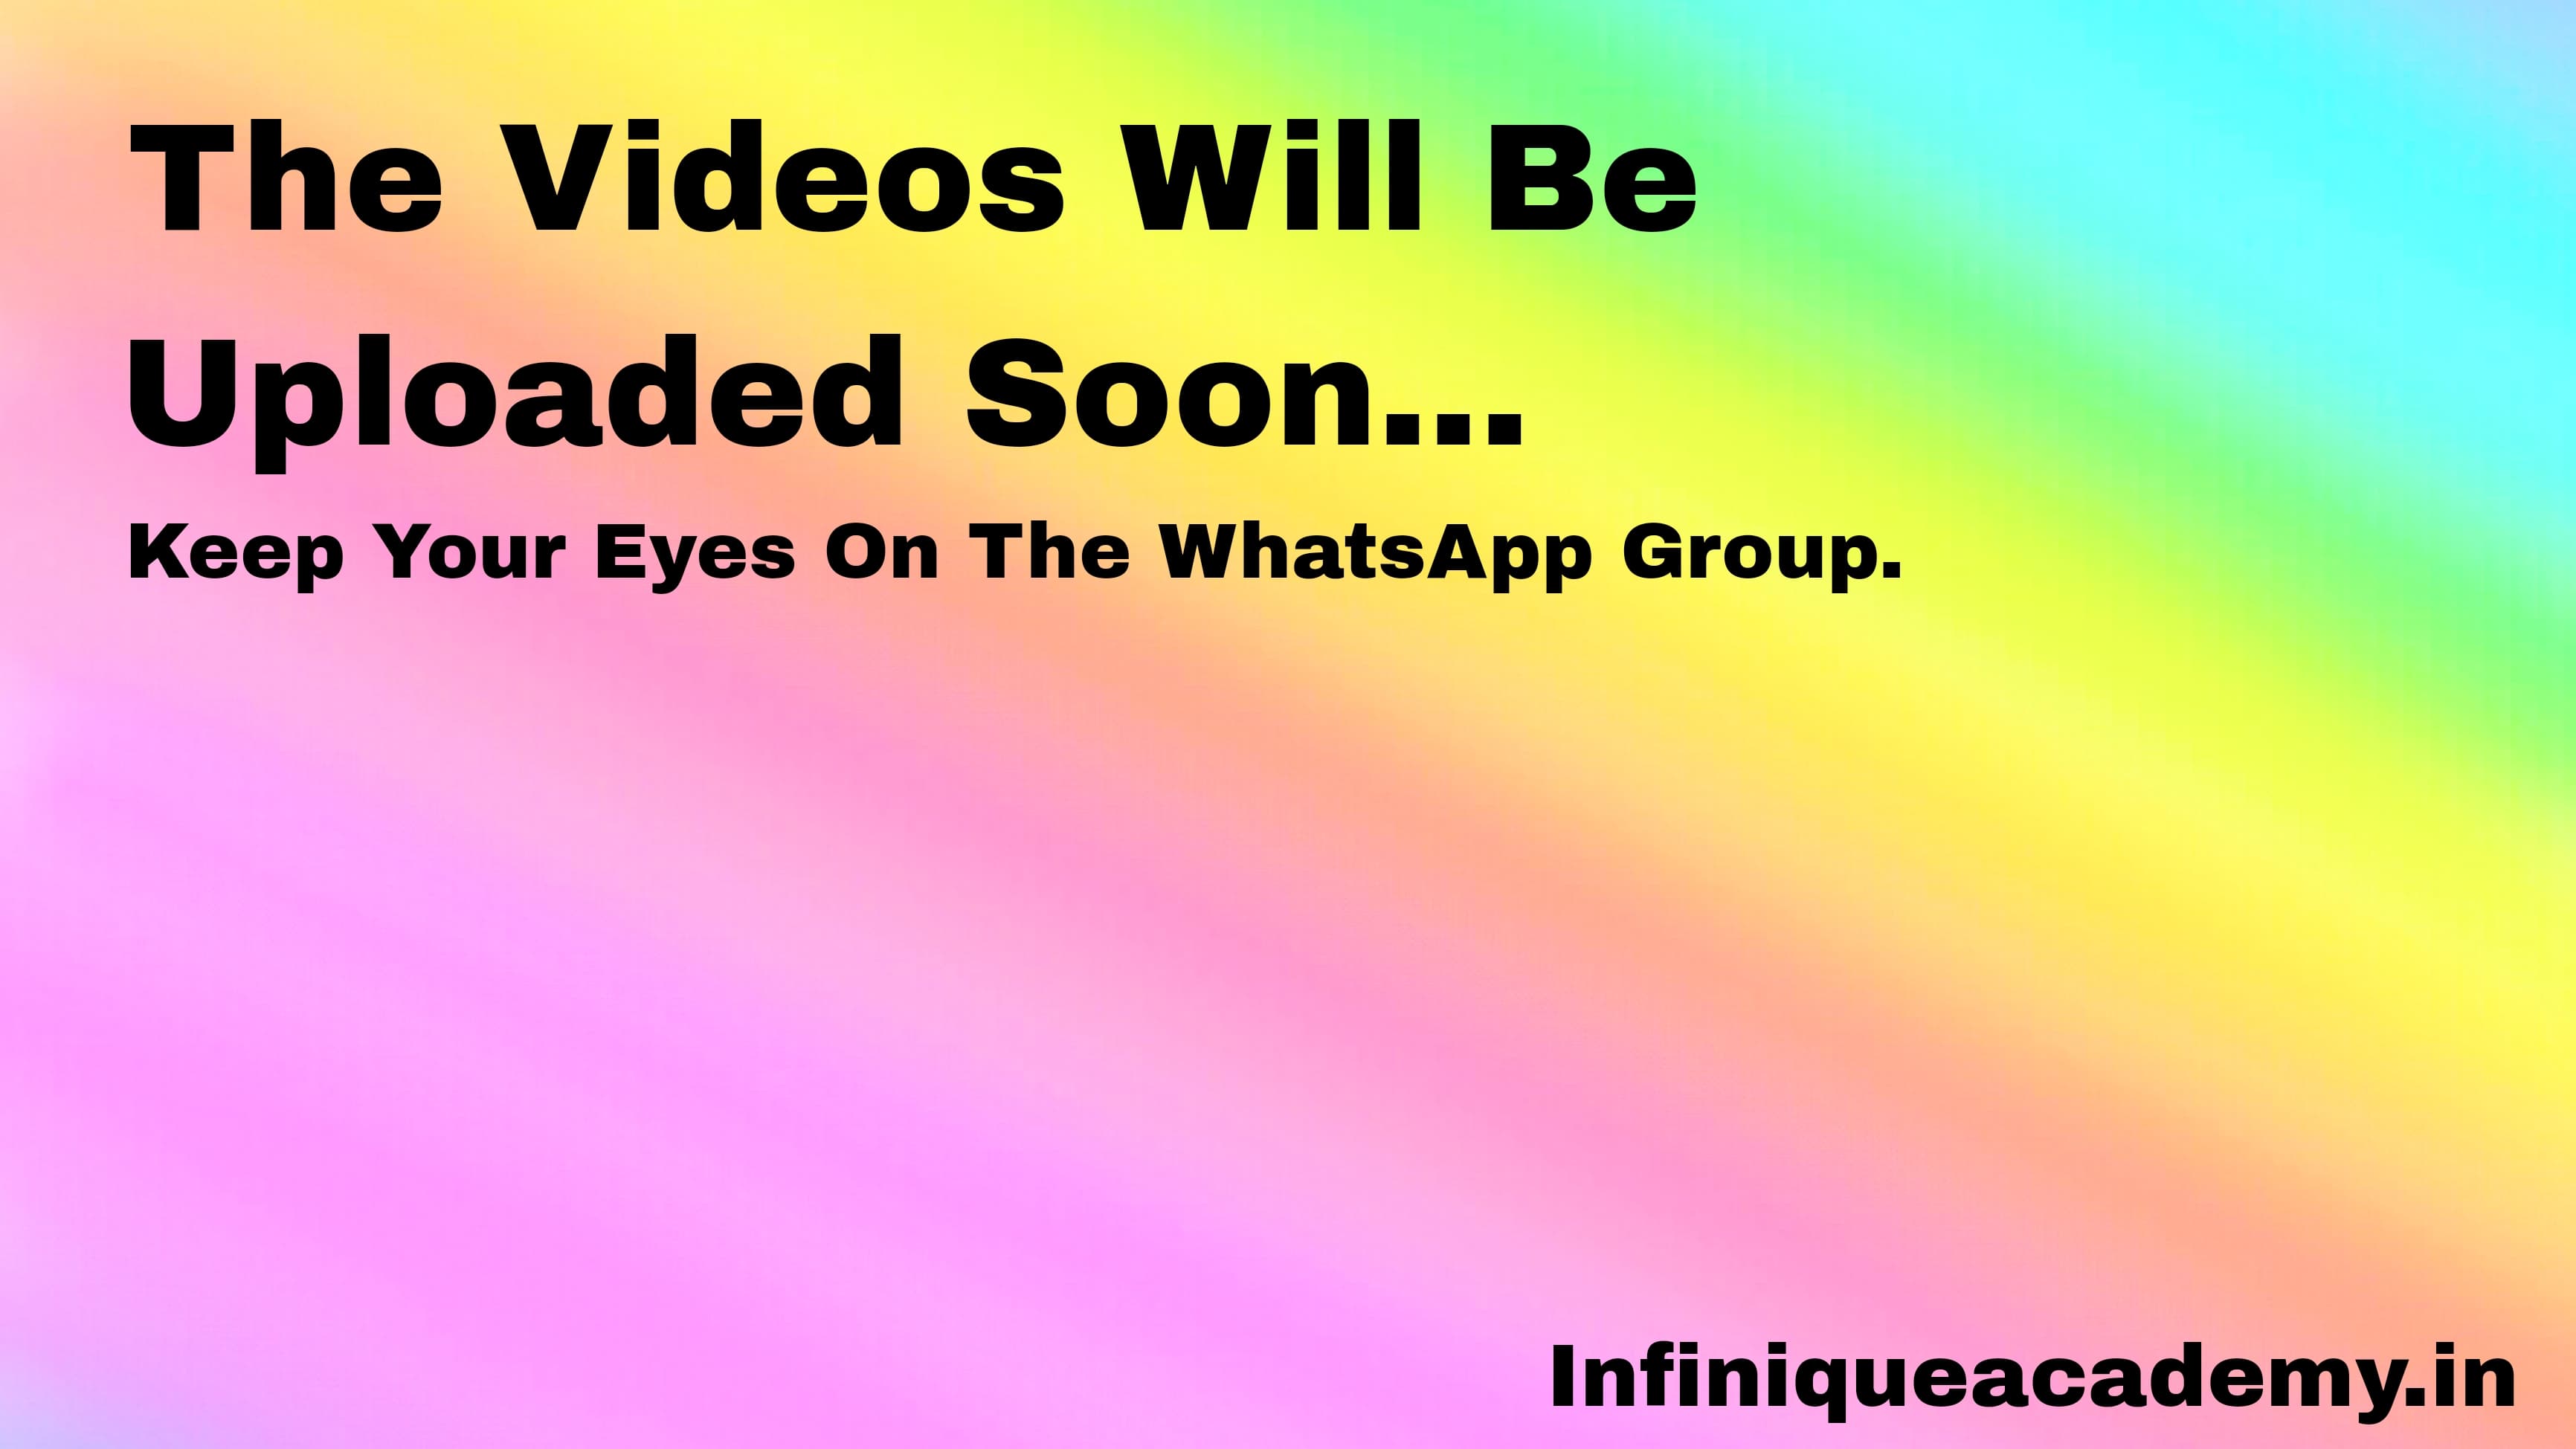 The Videos Will Be
Uploaded Soon...
Keep Your Eyes On The WhatsApp Group.
Infiniqueacademy.in